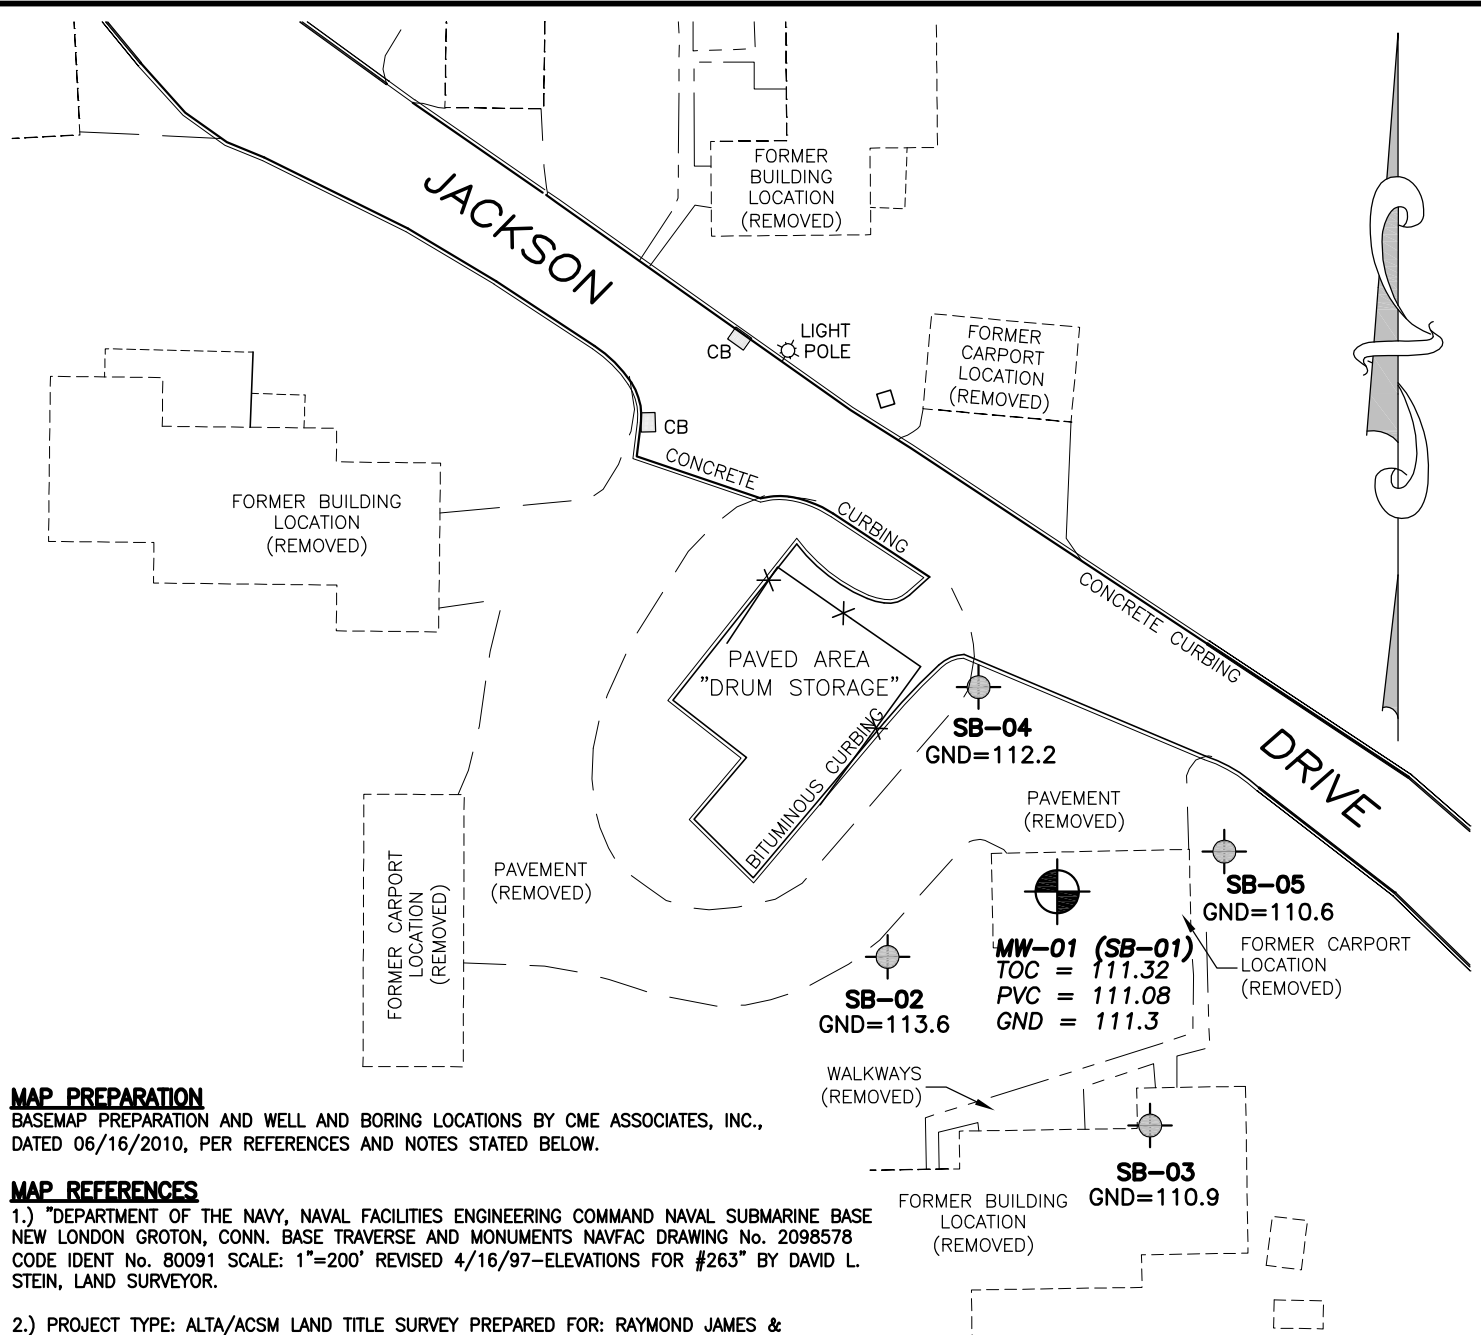 FORMER
BUILDING
LOCATION
(REMOVED)
JACKSON
LIGHT
POLE
CB
FORMER
CARPORT
LOCATION
(REMOVED)
CB
CONCRETE
CURBING
FORMER BUILDING
LOCATION
(REMOVED)
CONCRETE CURBING
PAVED AREA
"DRUM STORAGE"
BITUMINOUS CURBING
SB-04
GND=112.2
DRIVE
PAVEMENT
(REMOVED)
FORMER CARPORT
LOCATION
(REMOVED)
PAVEMENT
(REMOVED)
SB-05
GND=110.6
MW-01 (SB-01)
TOC = 111.32
PVC = 111.08
GND = 111.3
FORMER CARPORT
LOCATION
(REMOVED)
SB-02
GND=113.6
WALKWAYS
(REMOVED)
SB-03
GND=110.9
FORMER BUILDING
LOCATION
(REMOVED)
MAP PREPARATION
BASEMAP PREPARATION AND WELL AND BORING LOCATIONS BY CME ASSOCIATES, INC.,
DATED 06/16/2010, PER REFERENCES AND NOTES STATED BELOW.
MAP REFERENCES
1.) "DEPARTMENT OF THE NAVY, NAVAL FACILITIES ENGINEERING COMMAND NAVAL SUBMARINE BASE
NEW LONDON GROTON, CONN. BASE TRAVERSE AND MONUMENTS NAVFAC DRAWING No. 2098578
CODE IDENT No. 80091 SCALE: 1"=200' REVISED 4/16/97-ELEVATIONS FOR #263" BY DAVID L.
STEIN, LAND SURVEYOR.
2.) PROJECT TYPE: ALTA/ACSM LAND TITLE SURVEY PREPARED FOR: RAYMOND JAMES &